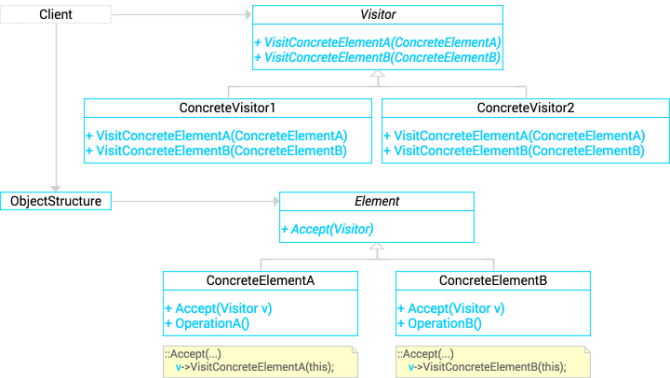 Client
Visitor
+ VisitConcreteElementA(ConcreteElementA)
+ VisitConcreteElementB(ConcreteElementB)
ConcreteVisitor1
+ VisitConcreteElementA(ConcreteElementA)
+ VisitConcreteElementB(ConcreteElementB)
ConcreteVisitor2
+ VisitConcreteElementA(ConcreteElementA)
+ VisitConcreteElementB(ConcreteElementB)
ObjectStructure
Element
+ Accept(Visitor)
ConcreteElementA
+ Accept(Visitor v)
+ OperationA()
::Accept(...)
v->VisitConcreteElementA(this);
ConcreteElementB
+ Accept(Visitor v)
+ OperationB()
::Accept(...)
v->VisitConcreteElementB(this);